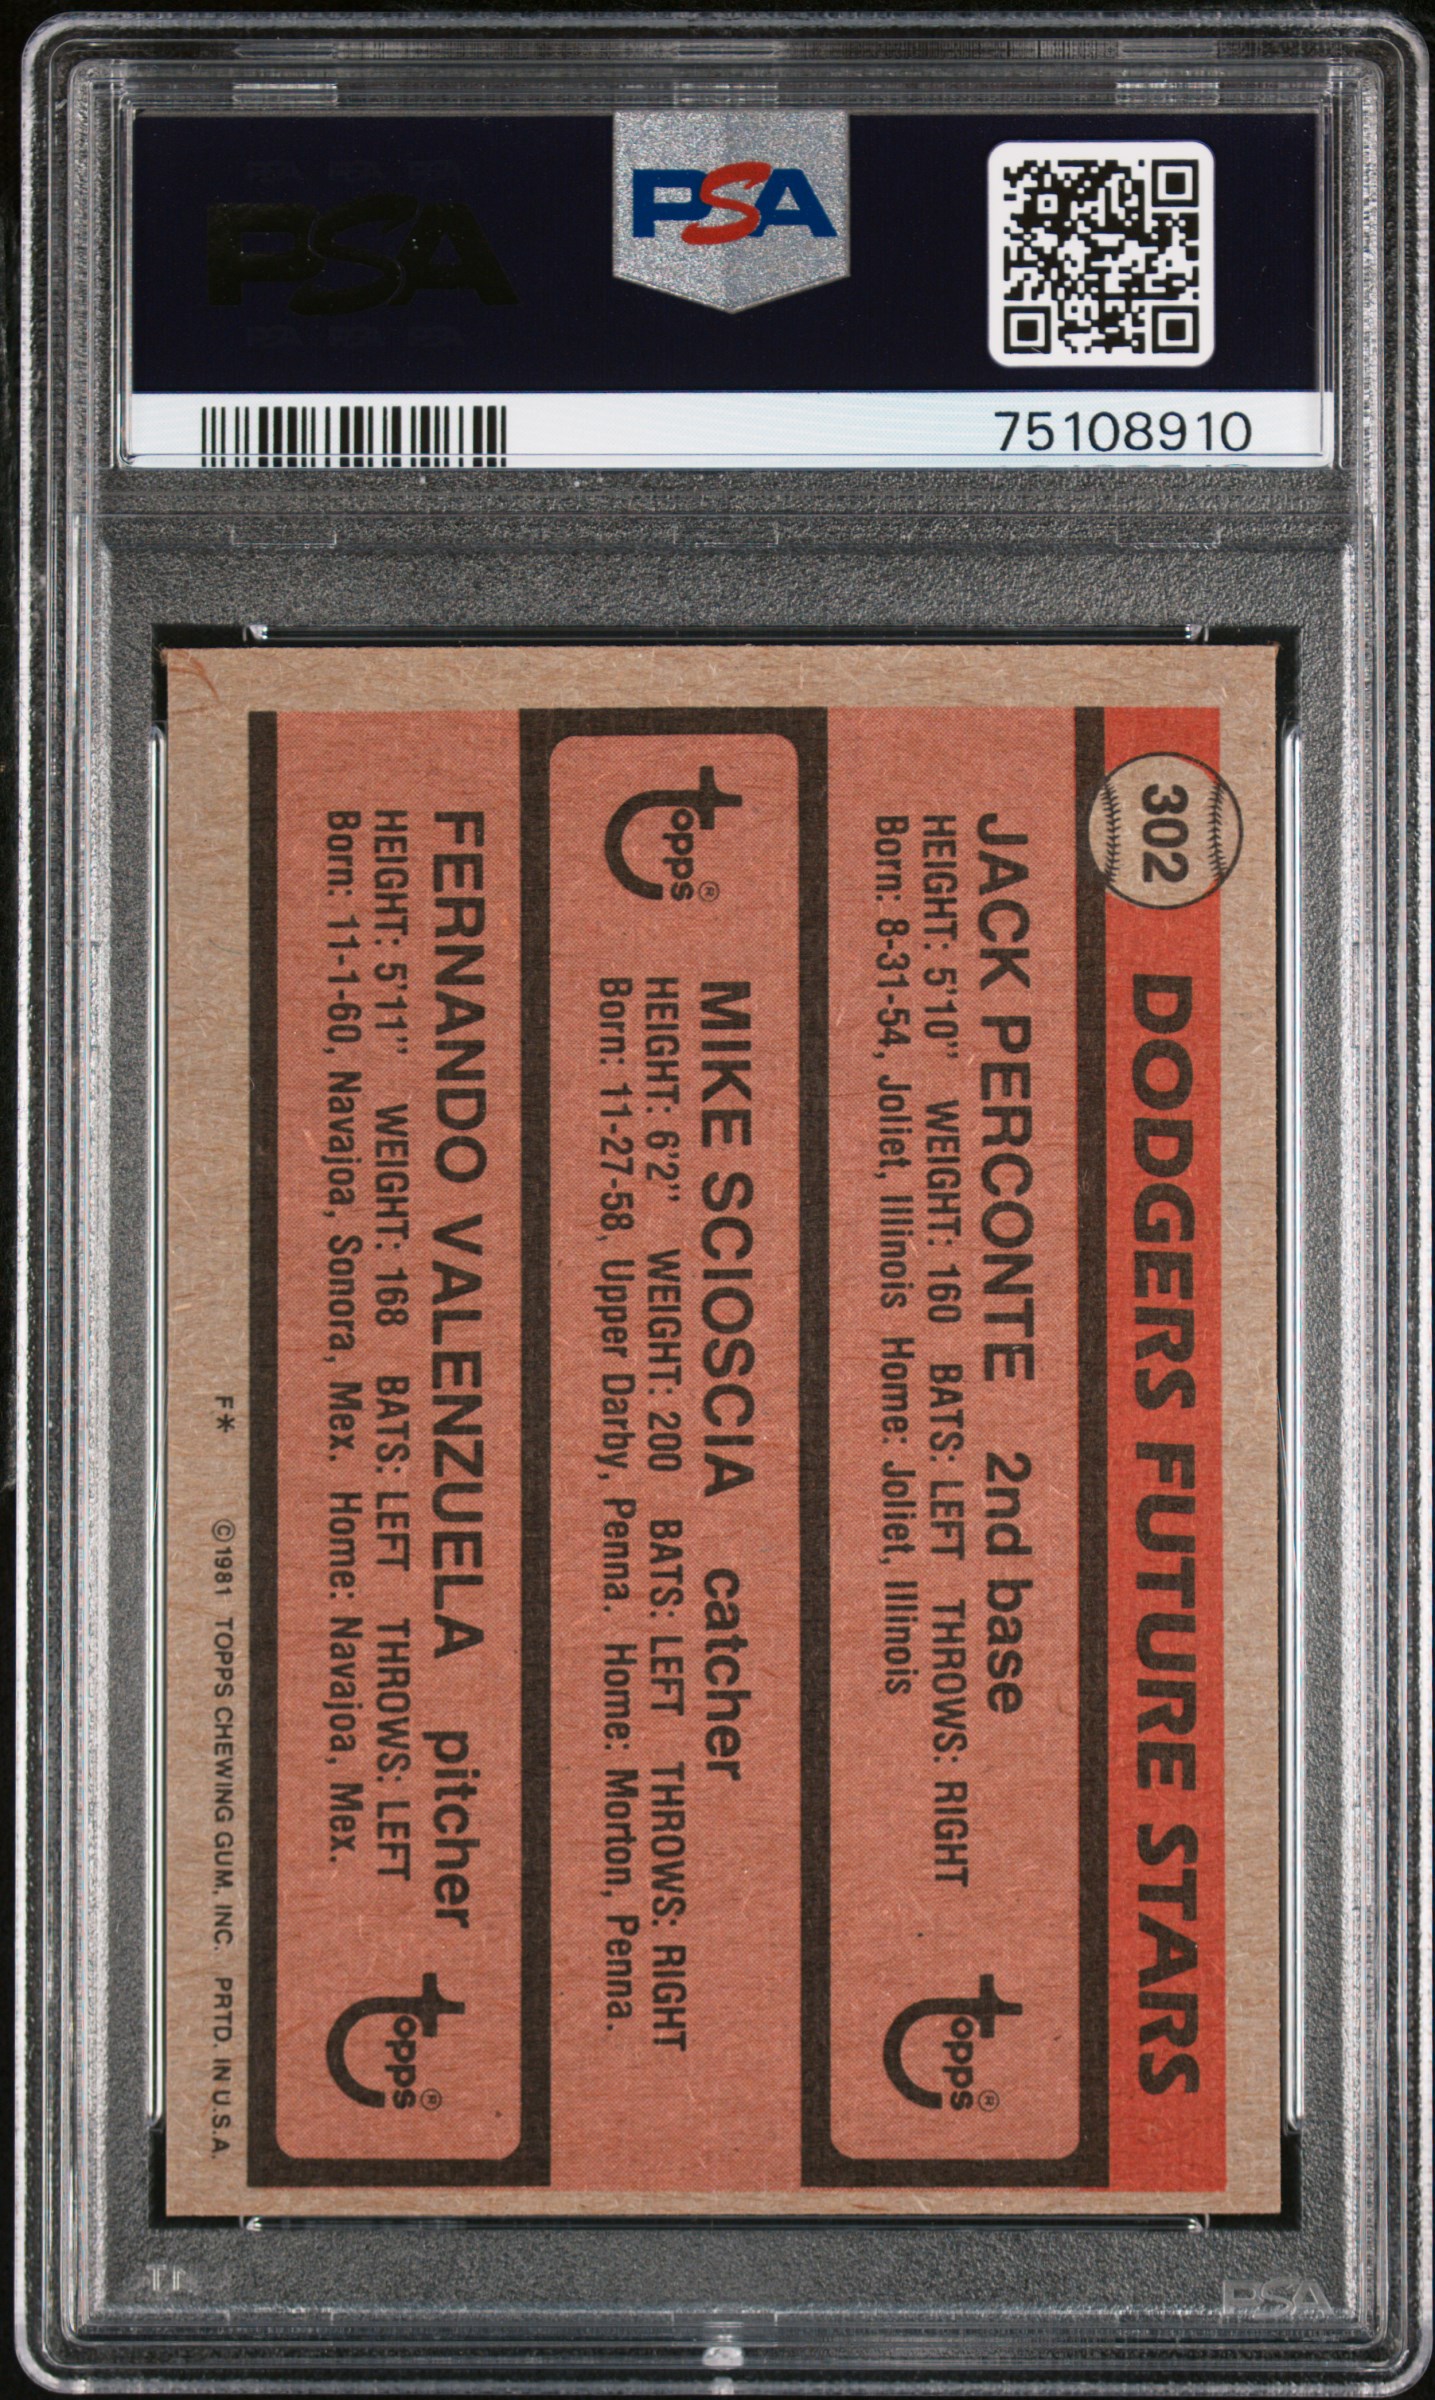 PSA
PSA
75108910
302
DODGERS FUTURE STARS
JACK PERCONTE 2nd base
HEIGHT: 5'10" WEIGHT: 160 BATS: LEFT THROWS: RIGHT
Born: 8-31-54, Joliet, Illinois Home: Joliet, Illinois
topps®
topps®
MIKE SCIOSCIA catcher
HEIGHT: 6'2" WEIGHT: 200 BATS: LEFT THROWS: RIGHT
Born: 11-27-58, Upper Darby, Penna. Home: Morton, Penna.
FERNANDO VALENZUELA pitcher
HEIGHT: 5'11" WEIGHT: 168 BATS: LEFT THROWS: LEFT
Born: 11-1-60, Navajoa, Sonora, Mex. Home: Navajoa, Mex.
topps®
F* ©1981 TOPPS CHEWING GUM, INC. PRTD. IN U.S.A.
PSA